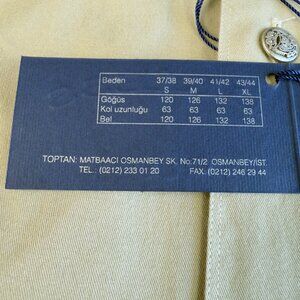 Beden 37/38 39/40 41/42 43/44
S M L XL
Göğüs 120 126 132 138
Kol uzunluğu 63 63 63 63
Bel 120 126 132 138
TOPTAN: MATBAACI OSMANBEY SK. No:71/2 OSMANBEY/İST.
TEL.: (0212) 233 01 20 FAX: (0212) 246 29 44